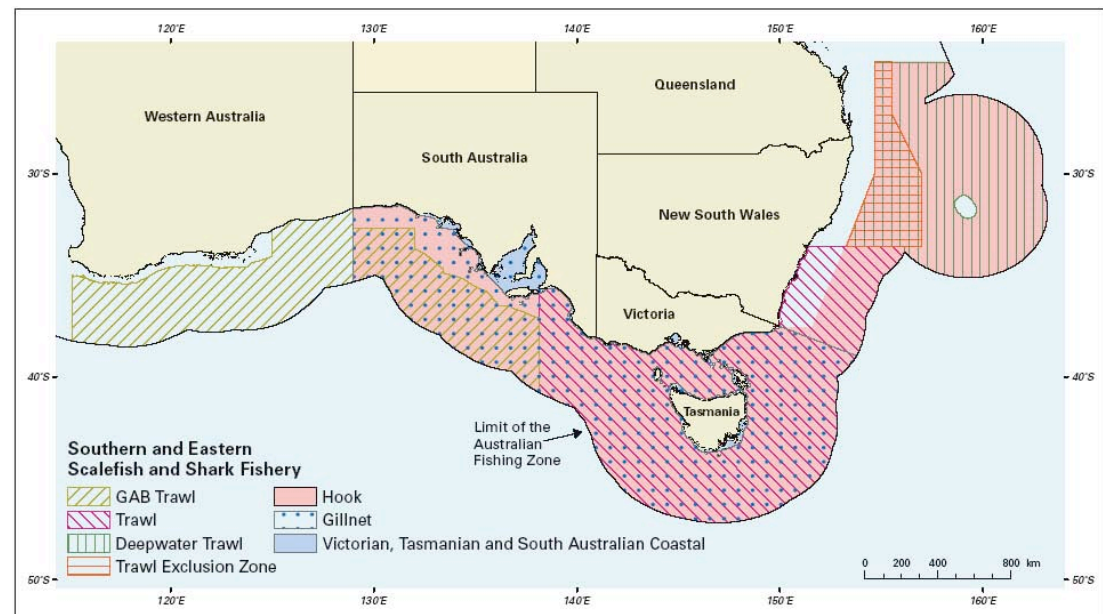 120°E 130°E 140°E 150°E 160°E
Western Australia
Queensland
South Australia
30°S 30°S
New South Wales
Victoria
40°S 40°S
Tasmania
Limit of the
Australian
Fishing Zone
Southern and Eastern
Scalefish and Shark Fishery
GAB Trawl Hook
Trawl Gillnet
Deepwater Trawl Victorian, Tasmanian and South Australian Coastal
Trawl Exclusion Zone
0 200 400 800 km
50°S 50°S
120°E 130°E 140°E 150°E 160°E